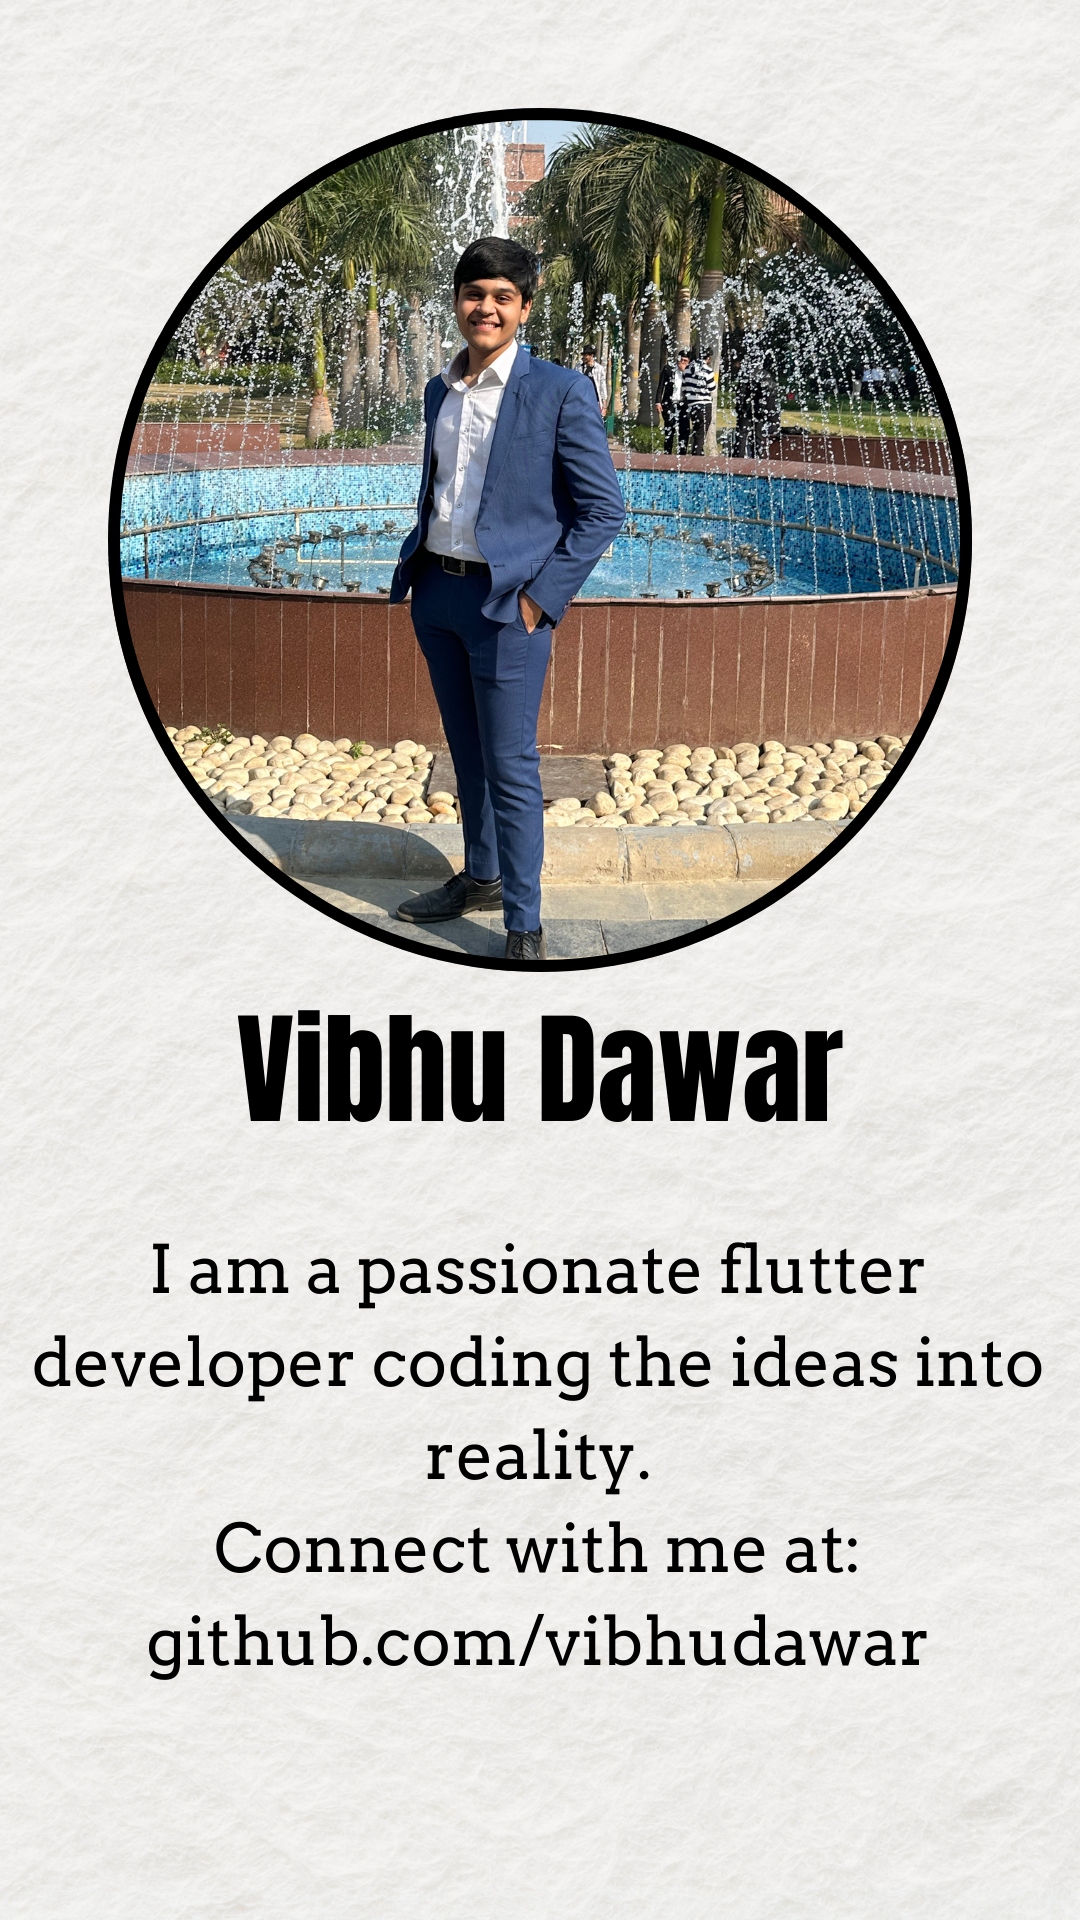 Vibhu Dawar
I am a passionate flutter
developer coding the ideas into
reality.
Connect with me at:
github.com/vibhudawar